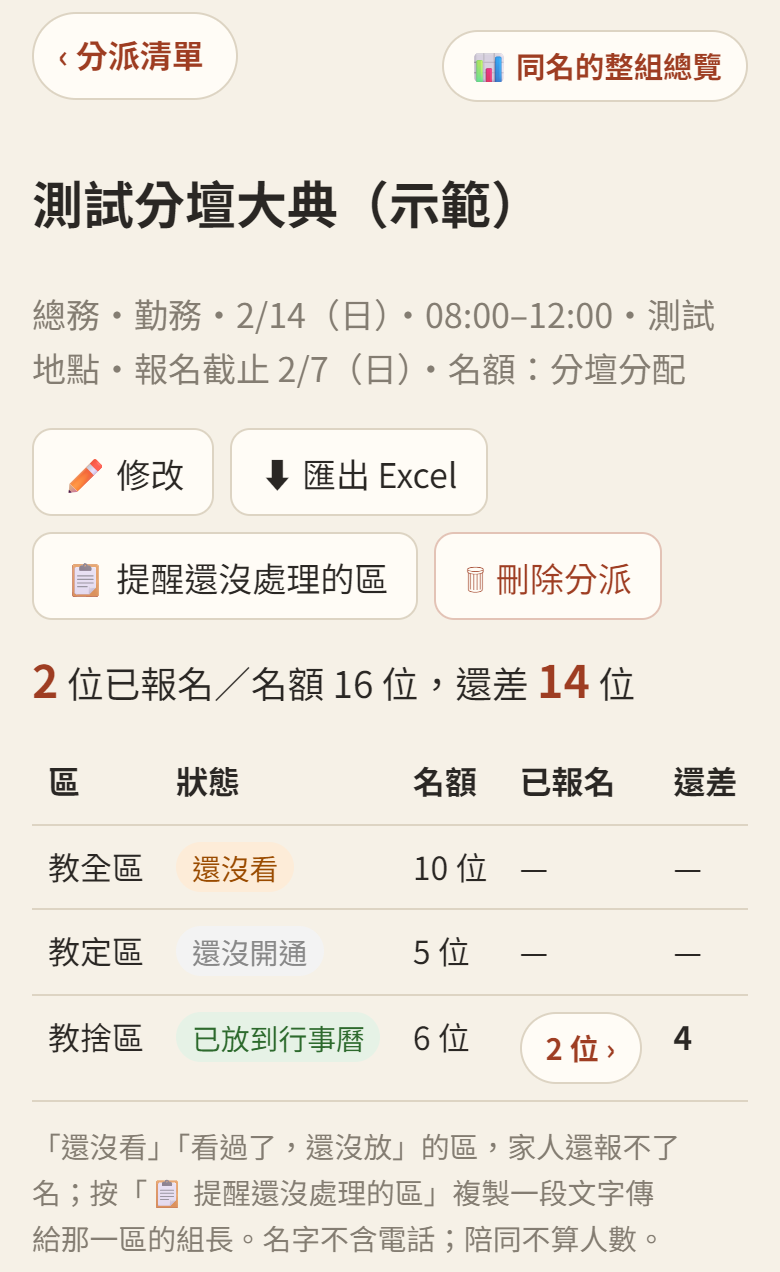 ‹ 分派清單
📊 同名的整組總覽
測試分壇大典（示範）
總務・勤務・2/14（日）・08:00–12:00・測試
地點・報名截止 2/7（日）・名額：分壇分配
✏️ 修改
⬇ 匯出 Excel
📋 提醒還沒處理的區
🗑 刪除分派
2 位已報名／名額 16 位，還差 14 位
區 狀態 名額 已報名 還差
教全區 還沒看 10 位 — —
教定區 還沒開通 5 位 — —
教捨區 已放到行事曆 6 位 2 位 › 4
「還沒看」「看過了，還沒放」的區，家人還報不了
名；按「📋 提醒還沒處理的區」複製一段文字傳
給那一區的組長。名字不含電話；陪同不算人數。